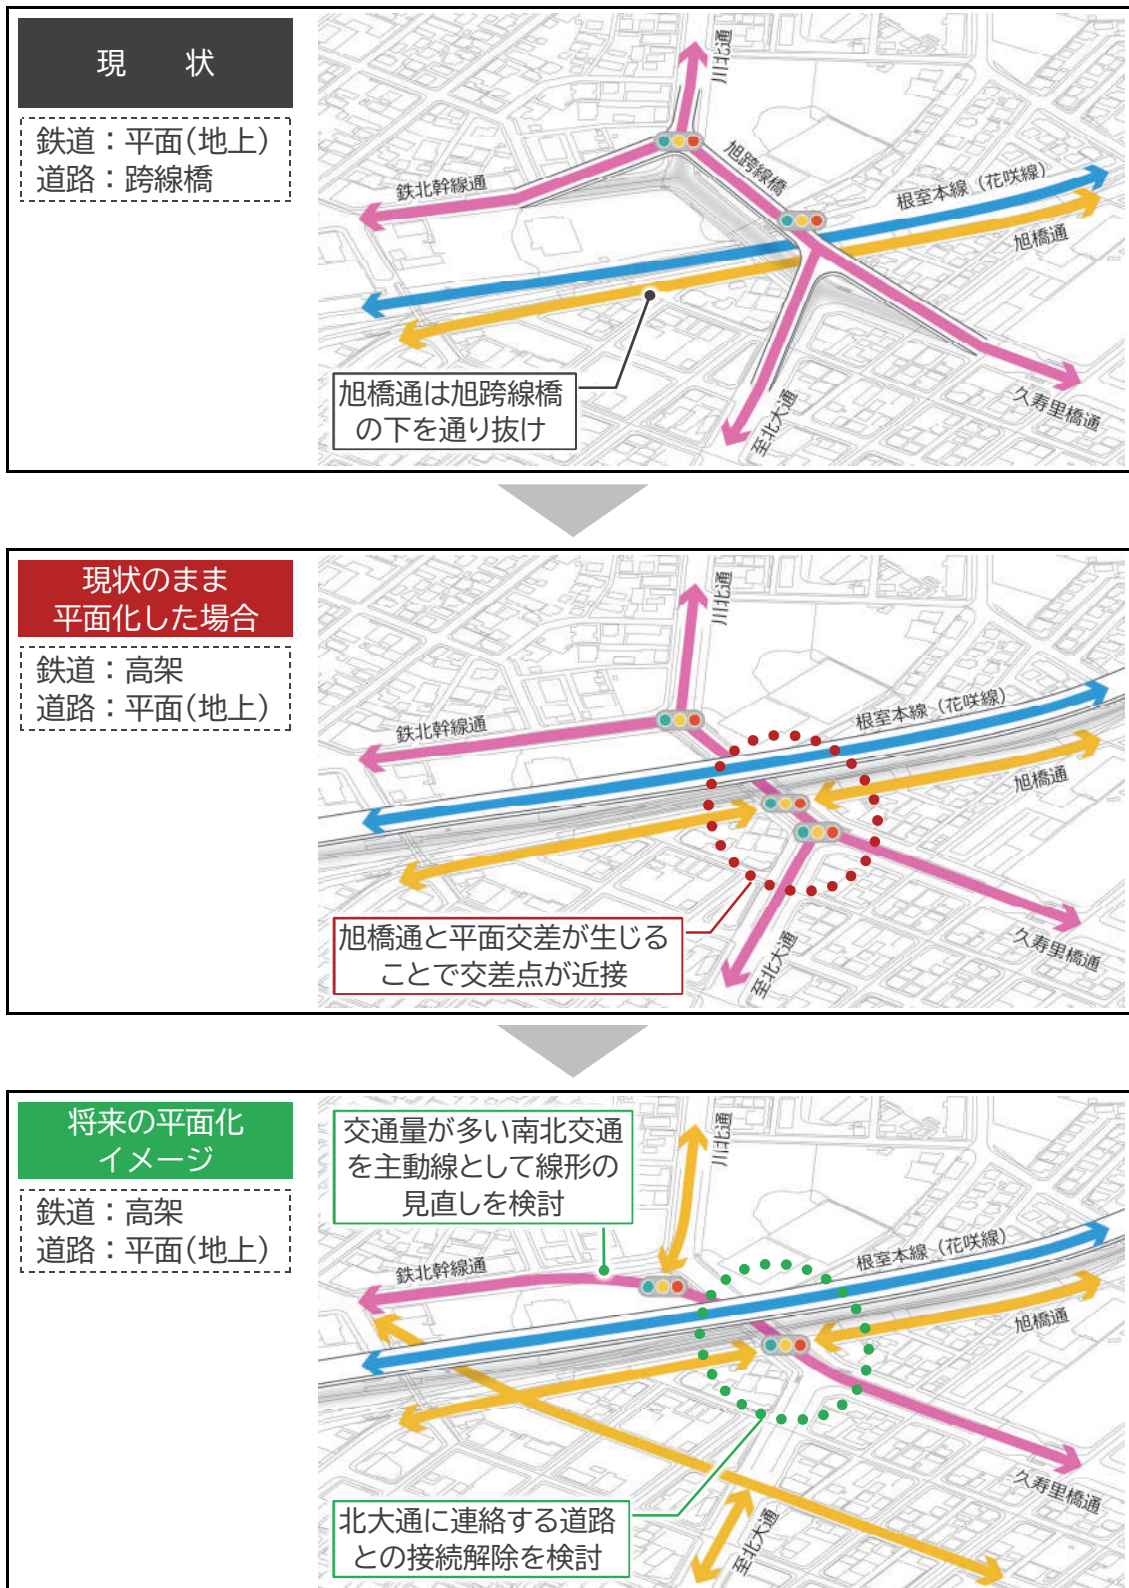 現　　状
鉄道：平面(地上)
道路：跨線橋
川北通
旭跨線橋
鉄北幹線通
根室本線（花咲線）
旭橋通
旭橋通は旭跨線橋
の下を通り抜け
至北大通
久寿里橋通
現状のまま
平面化した場合
鉄道：高架
道路：平面(地上)
川北通
鉄北幹線通
根室本線（花咲線）
旭橋通
旭橋通と平面交差が生じる
ことで交差点が近接
至北大通
久寿里橋通
将来の平面化
イメージ
鉄道：高架
道路：平面(地上)
交通量が多い南北交通
を主動線として線形の
見直しを検討
川北通
鉄北幹線通
根室本線（花咲線）
旭橋通
北大通に連絡する道路
との接続解除を検討
至北大通
久寿里橋通